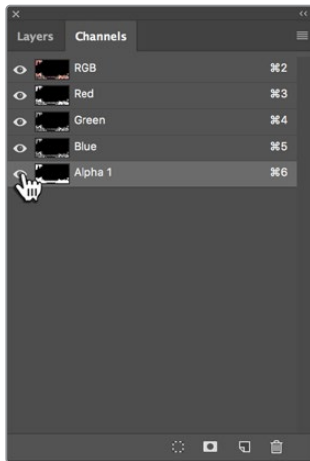 Layers Channels
RGB ⌘2
Red ⌘3
Green ⌘4
Blue ⌘5
Alpha 1 ⌘6